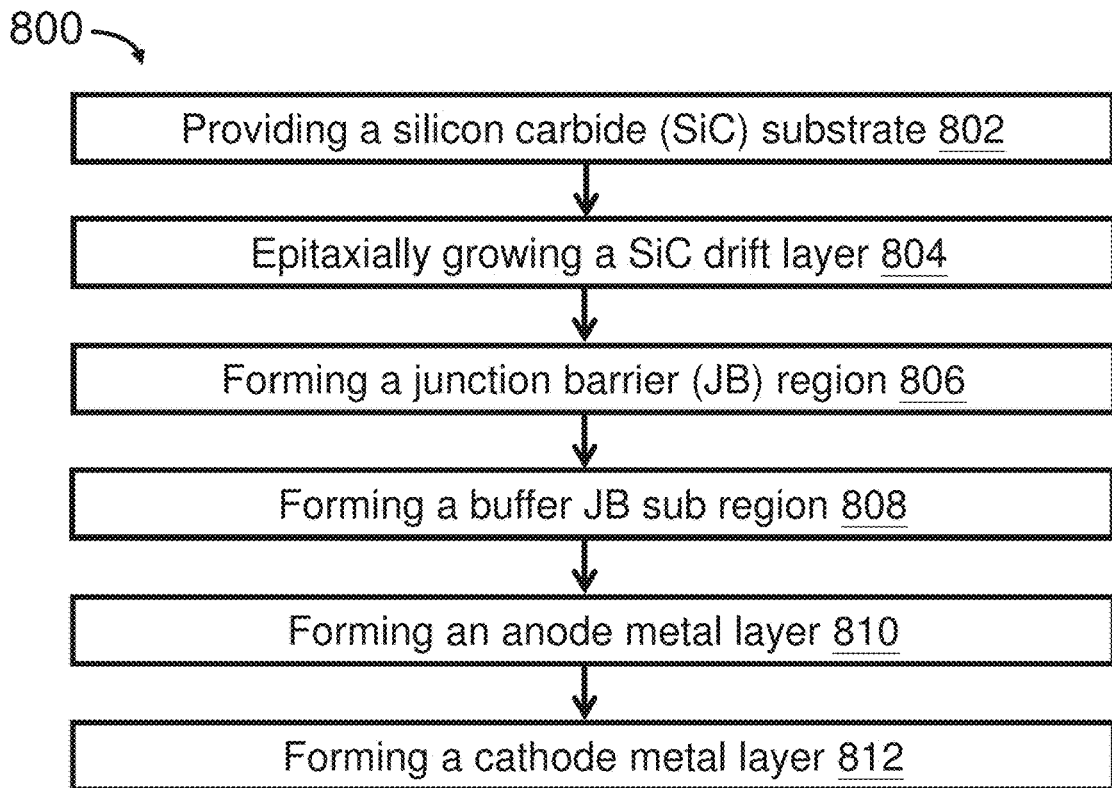 800
Providing a silicon carbide (SiC) substrate 802
Epitaxially growing a SiC drift layer 804
Forming a junction barrier (JB) region 806
Forming a buffer JB sub region 808
Forming an anode metal layer 810
Forming a cathode metal layer 812